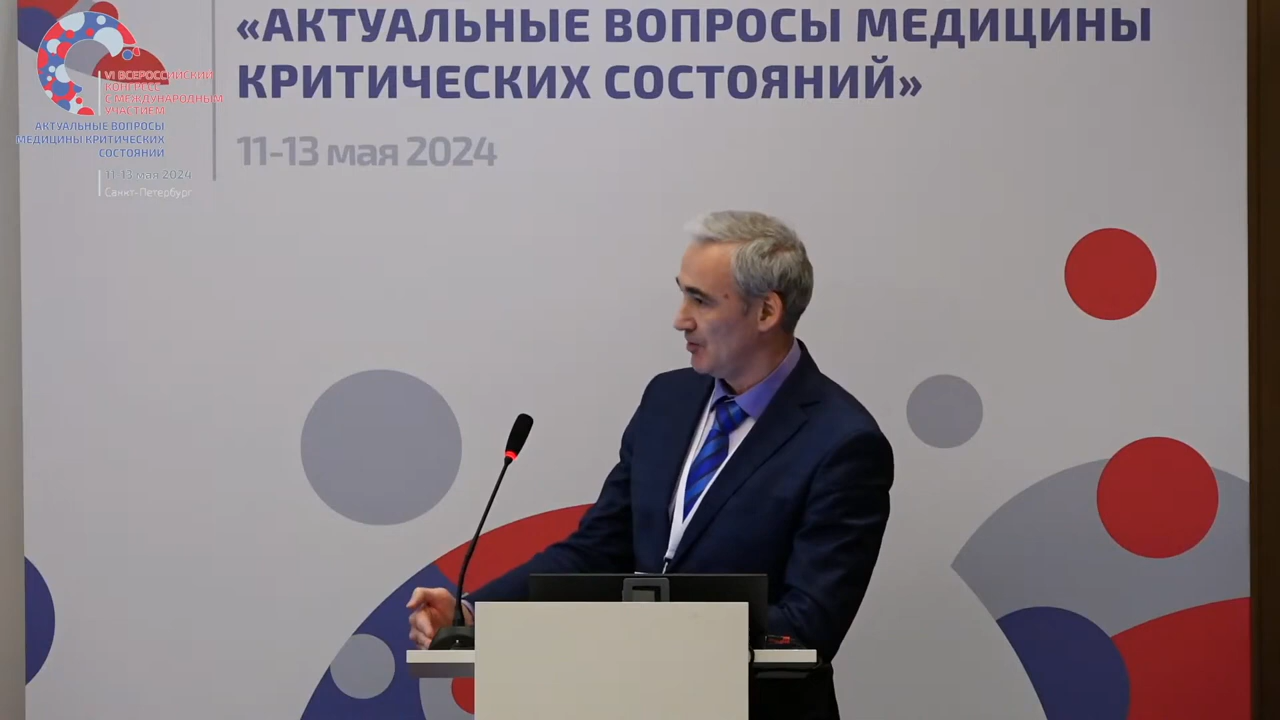 «АКТУАЛЬНЫЕ ВОПРОСЫ МЕДИЦИНЫ
КРИТИЧЕСКИХ СОСТОЯНИЙ»
11-13 мая 2024
VI ВСЕРОССИЙСКИЙ
КОНГРЕСС
С МЕЖДУНАРОДНЫМ
УЧАСТИЕМ
АКТУАЛЬНЫЕ ВОПРОСЫ
МЕДИЦИНЫ КРИТИЧЕСКИХ
СОСТОЯНИЙ
11-13 мая 2024
Санкт-Петербург